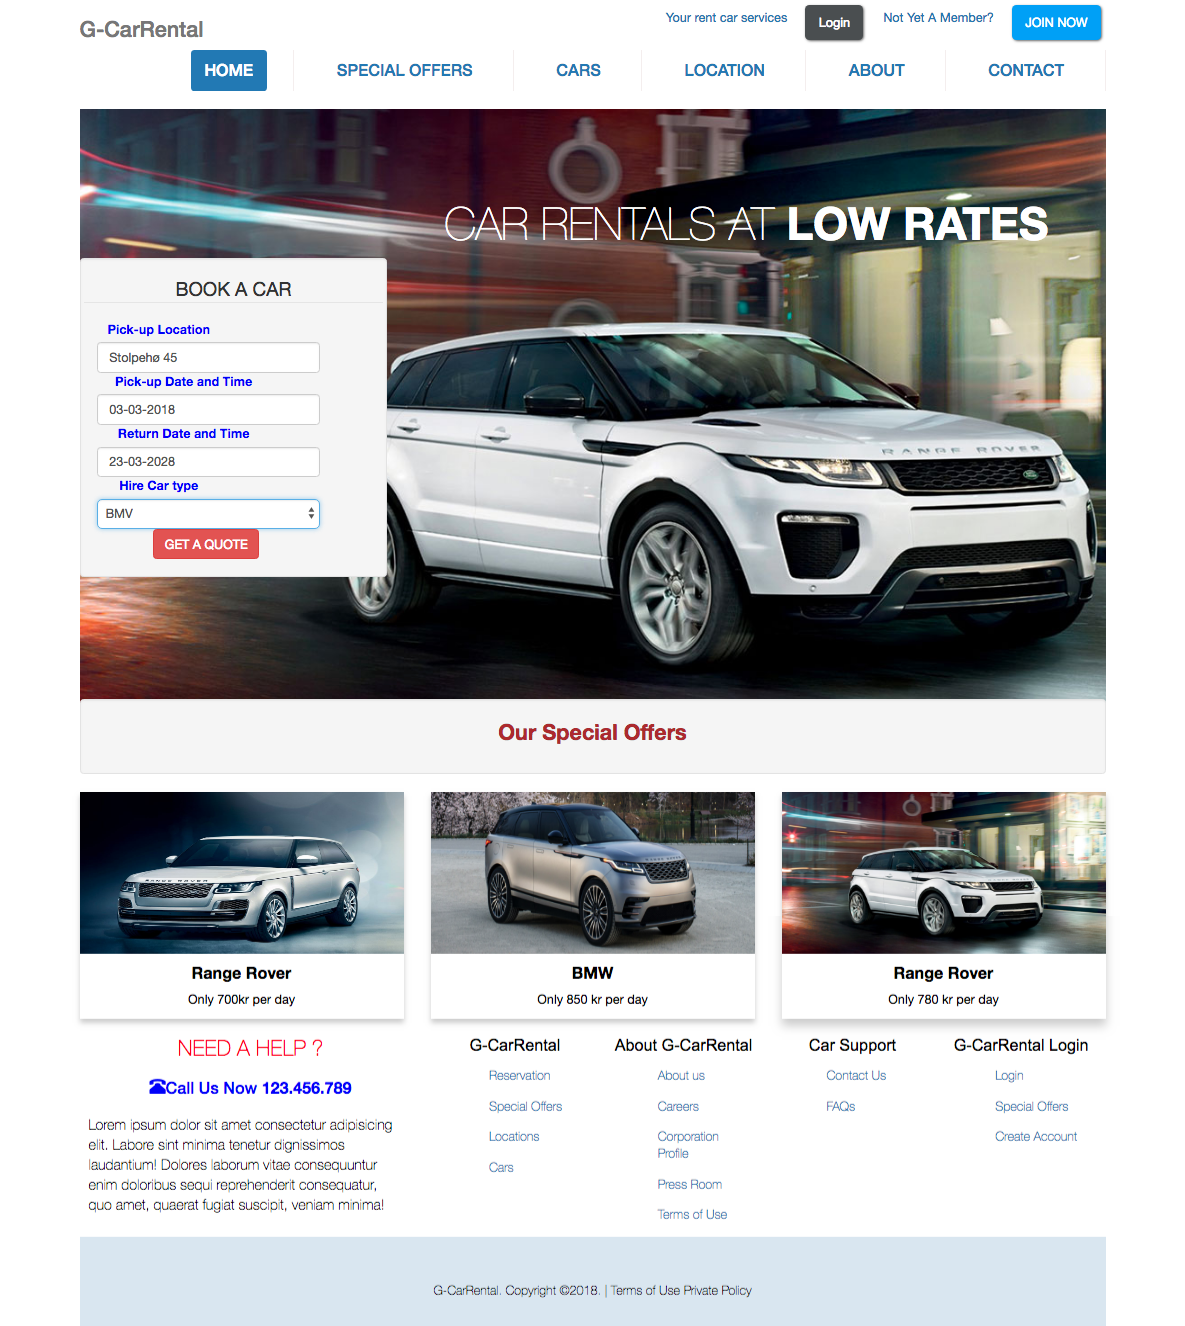 G-CarRental
Your rent car services
Login
Not Yet A Member?
JOIN NOW
HOME
SPECIAL OFFERS
CARS
LOCATION
ABOUT
CONTACT
CAR RENTALS AT LOW RATES
BOOK A CAR
Pick-up Location
Stolpehø 45
Pick-up Date and Time
03-03-2018
Return Date and Time
23-03-2028
Hire Car type
BMV
GET A QUOTE
RANGE ROVER
Our Special Offers
RANGE ROVER
Range Rover
Only 700kr per day
BMW
Only 850 kr per day
Range Rover
Only 780 kr per day
NEED A HELP ?
Call Us Now 123.456.789
Lorem ipsum dolor sit amet consectetur adipisicing
elit. Labore sint minima tenetur dignissimos
laudantium! Dolores laborum vitae consequuntur
enim doloribus sequi reprehenderit consequatur,
quo amet, quaerat fugiat suscipit, veniam minima!
G-CarRental
Reservation
Special Offers
Locations
Cars
About G-CarRental
About us
Careers
Corporation
Profile
Press Room
Terms of Use
Car Support
Contact Us
FAQs
G-CarRental Login
Login
Special Offers
Create Account
G-CarRental. Copyright ©2018. | Terms of Use Private Policy